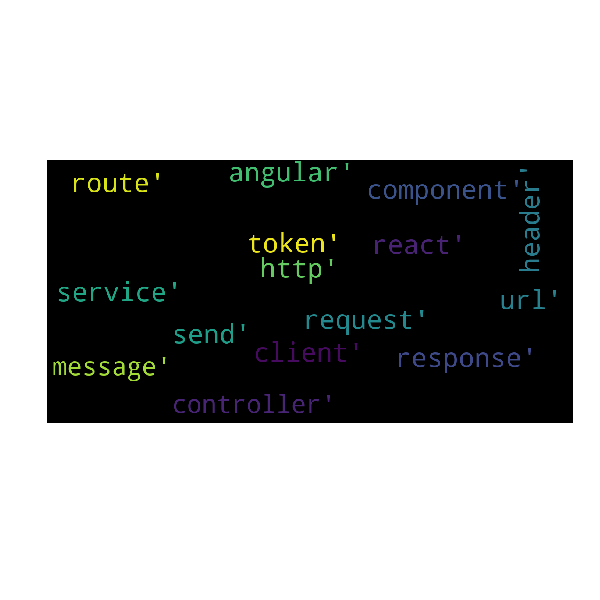 angular'
route'
component'
header'
token'
react'
http'
service'
url'
request'
send'
client'
response'
message'
controller'